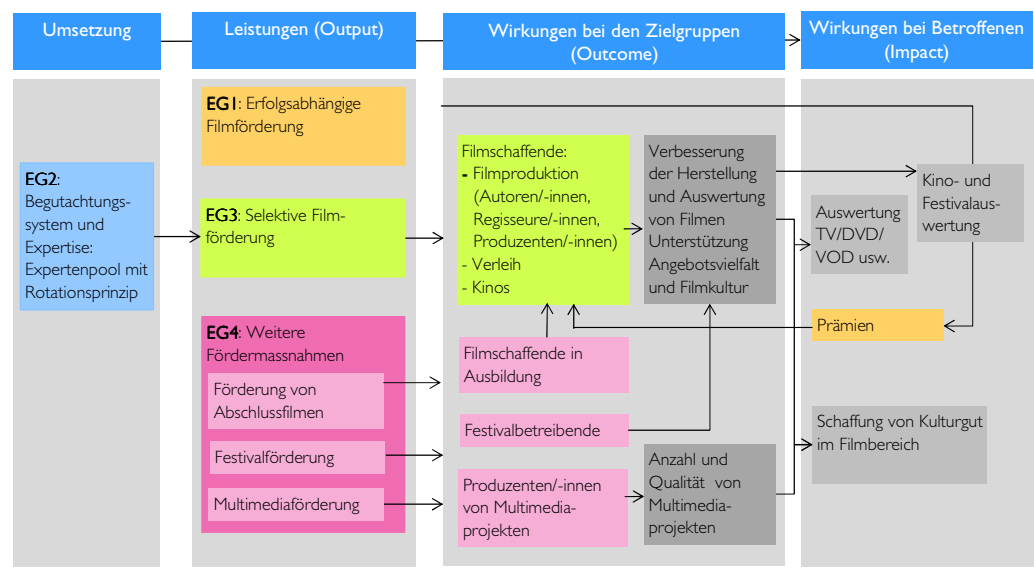 Umsetzung
Leistungen (Output)
Wirkungen bei den Zielgruppen
(Outcome)
Wirkungen bei Betroffenen
(Impact)
EG2:
Begutachtungs-
system und
Expertise:
Expertenpool mit
Rotationsprinzip
EG1: Erfolgsabhängige
Filmförderung
EG3: Selektive Film-
förderung
EG4: Weitere
Fördermassnahmen
Förderung von
Abschlussfilmen
Festivalförderung
Multimediaförderung
Filmschaffende:
- Filmproduktion
(Autoren/-innen,
Regisseure/-innen,
Produzenten/-innen)
- Verleih
- Kinos
Filmschaffende in
Ausbildung
Festivalbetreibende
Produzenten/-innen
von Multimedia-
projekten
Verbesserung
der Herstellung
und Auswertung
von Filmen
Unterstützung
Angebotsvielfalt
und Filmkultur
Anzahl und
Qualität von
Multimedia-
projekten
Kino- und
Festivalaus-
wertung
Auswertung
TV/DVD/
VOD usw.
Prämien
Schaffung von Kulturgut
im Filmbereich